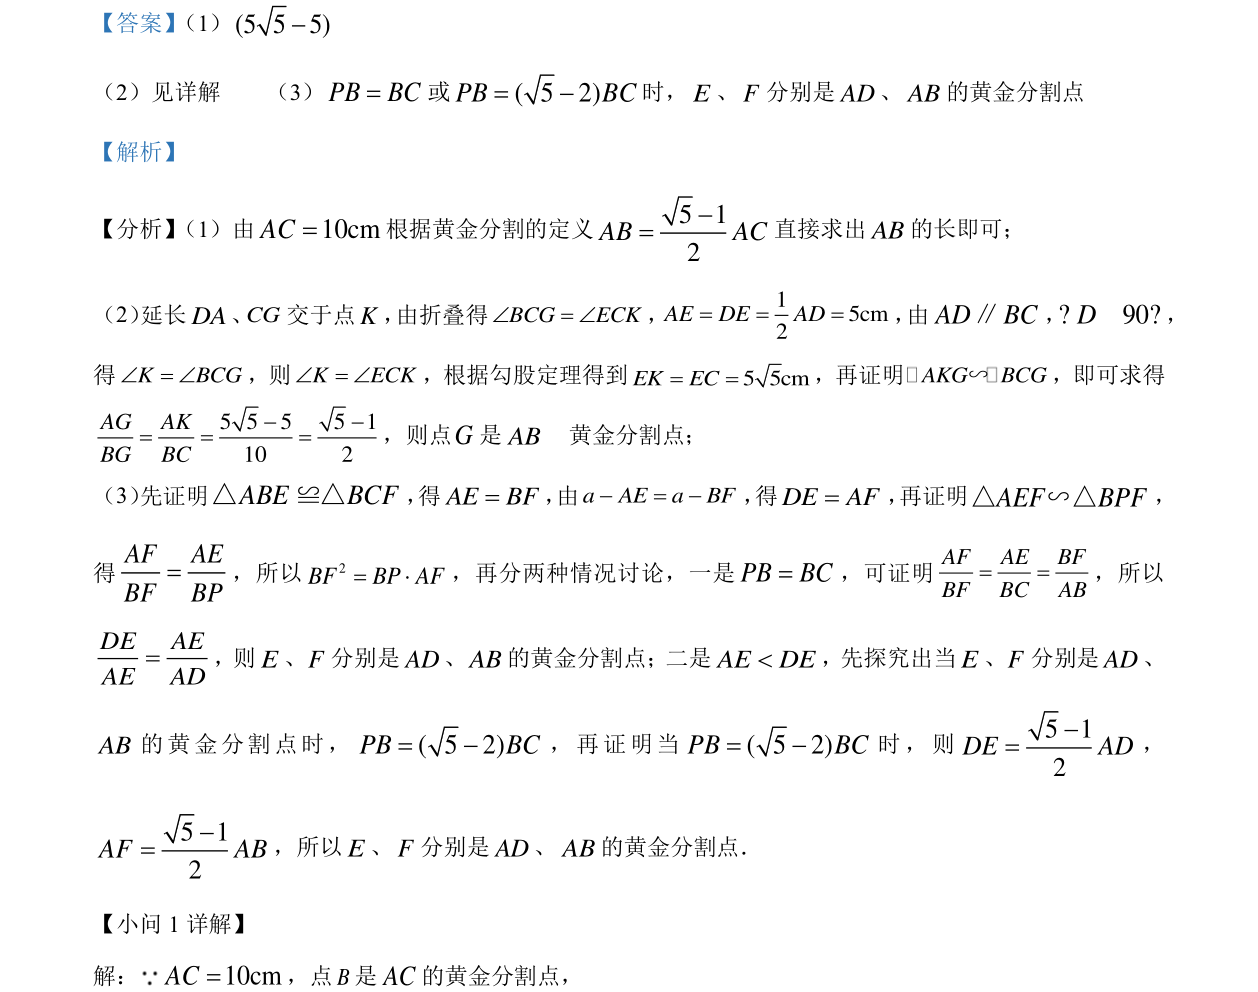 【答案】（1）(5√5－5)
（2）见详解 （3）PB = BC 或 PB = (√5－2)BC 时，E、F 分别是 AD、AB 的黄金分割点
【解析】
【分析】（1）由 AC = 10cm 根据黄金分割的定义 AB = (√5－1)/2 AC 直接求出 AB 的长即可；
（2）延长 DA、CG 交于点 K，由折叠得∠BCG = ∠ECK，AE = DE = 1/2 AD = 5cm，由 AD∥BC，? D 90?，
得∠K = ∠BCG，则∠K = ∠ECK，根据勾股定理得到 EK = EC = 5√5cm，再证明□AKG∽□BCG，即可求得
AG/BG = AK/BC = (5√5－5)/10 = (√5－1)/2，则点 G 是 AB 黄金分割点；
（3）先证明△ABE≌△BCF，得 AE = BF，由 a－AE = a－BF，得 DE = AF，再证明△AEF∽△BPF，
得 AF/BF = AE/BP，所以 BF² = BP·AF，再分两种情况讨论，一是 PB = BC，可证明 AF/BF = AE/BC = BF/AB，所以
DE/AE = AE/AD，则 E、F 分别是 AD、AB 的黄金分割点；二是 AE < DE，先探究出当 E、F 分别是 AD、
AB 的黄金分割点时，PB = (√5－2)BC，再证明当 PB = (√5－2)BC 时，则 DE = (√5－1)/2 AD，
AF = (√5－1)/2 AB，所以 E、F 分别是 AD、AB 的黄金分割点．
【小问 1 详解】
解：∵AC = 10cm，点 B 是 AC 的黄金分割点，